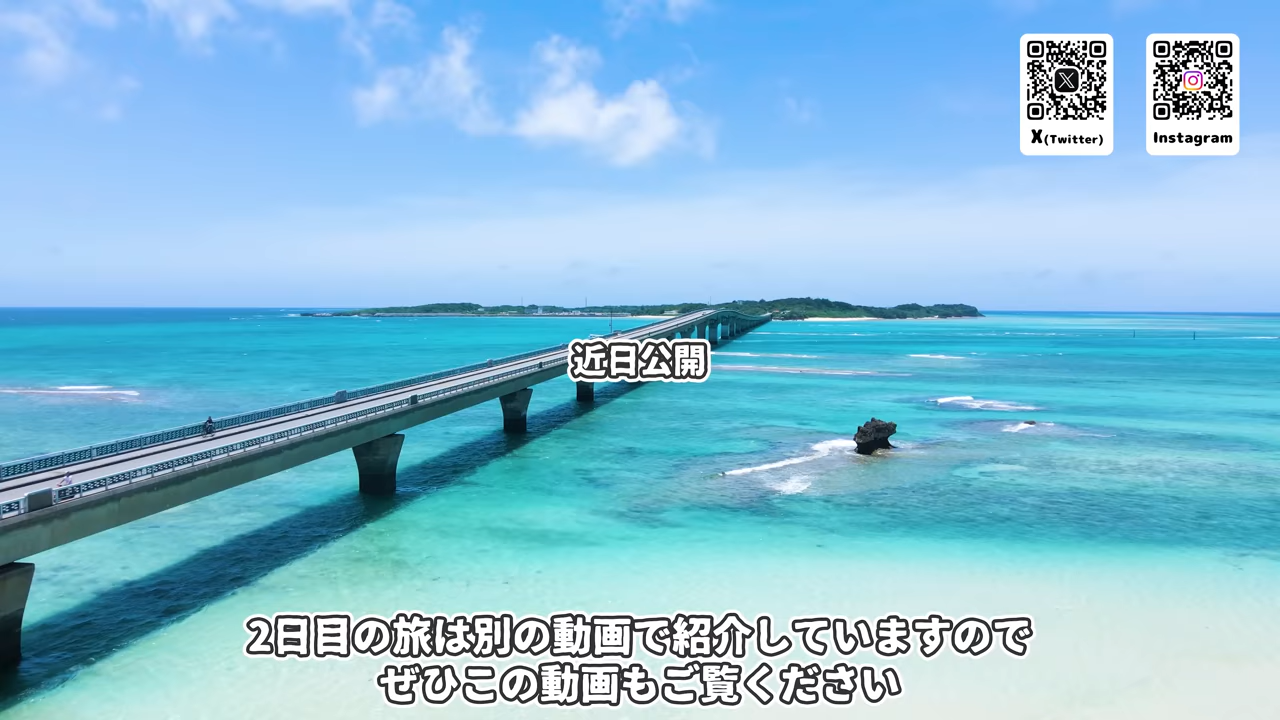 X(Twitter)
Instagram
近日公開
2日目の旅は別の動画で紹介していますので
ぜひこの動画もご覧ください